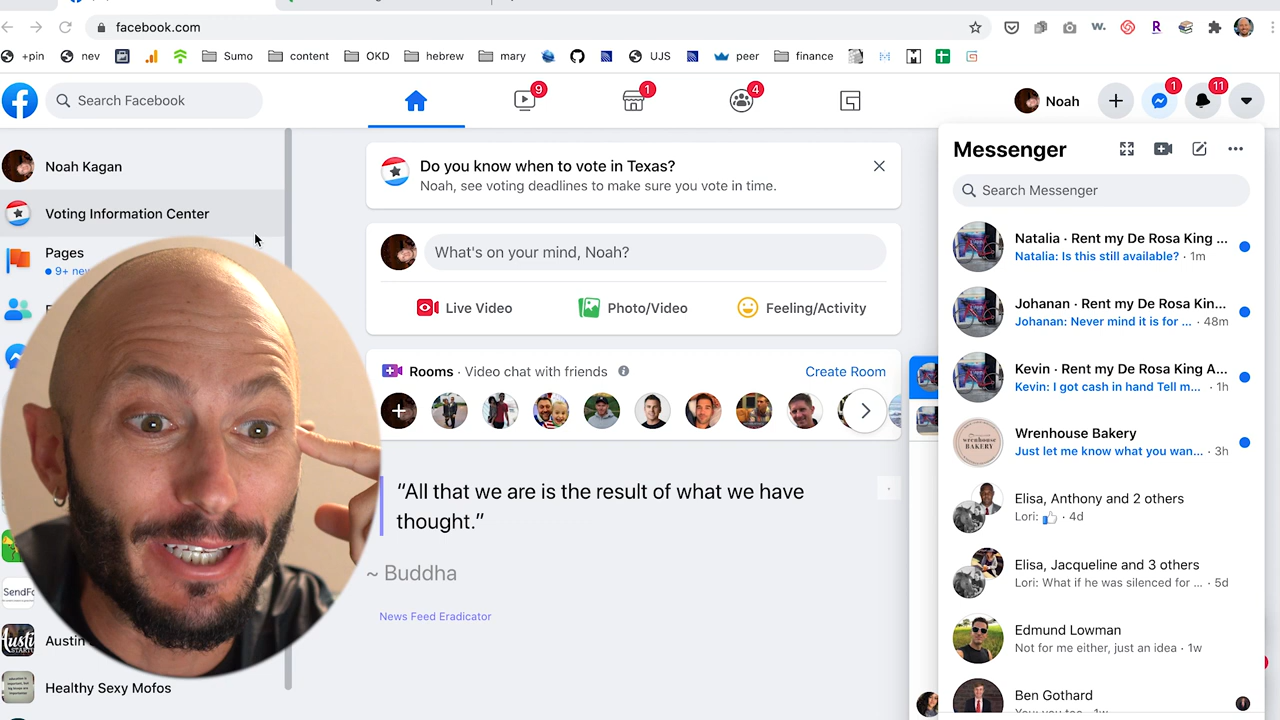 facebook.com
+pin
nev
Sumo
content
OKD
hebrew
mary
UJS
peer
finance
Search Facebook
9
1
4
Noah
1
11
Noah Kagan
Voting Information Center
Pages
9+ new
Austin
Healthy Sexy Mofos
Do you know when to vote in Texas?
Noah, see voting deadlines to make sure you vote in time.
What's on your mind, Noah?
Live Video
Photo/Video
Feeling/Activity
Rooms · Video chat with friends
Create Room
“All that we are is the result of what we have
thought.”
~ Buddha
News Feed Eradicator
Messenger
Search Messenger
Natalia · Rent my De Rosa King ...
Natalia: Is this still available? · 1m
Johanan · Rent my De Rosa Kin...
Johanan: Never mind it is for ... · 48m
Kevin · Rent my De Rosa King A...
Kevin: I got cash in hand Tell m... · 1h
wrenhouse
BAKERY
Wrenhouse Bakery
Just let me know what you wan... · 3h
Elisa, Anthony and 2 others
Lori: 👍 · 4d
Elisa, Jacqueline and 3 others
Lori: What if he was silenced for ... · 5d
Edmund Lowman
Not for me either, just an idea · 1w
Ben Gothard